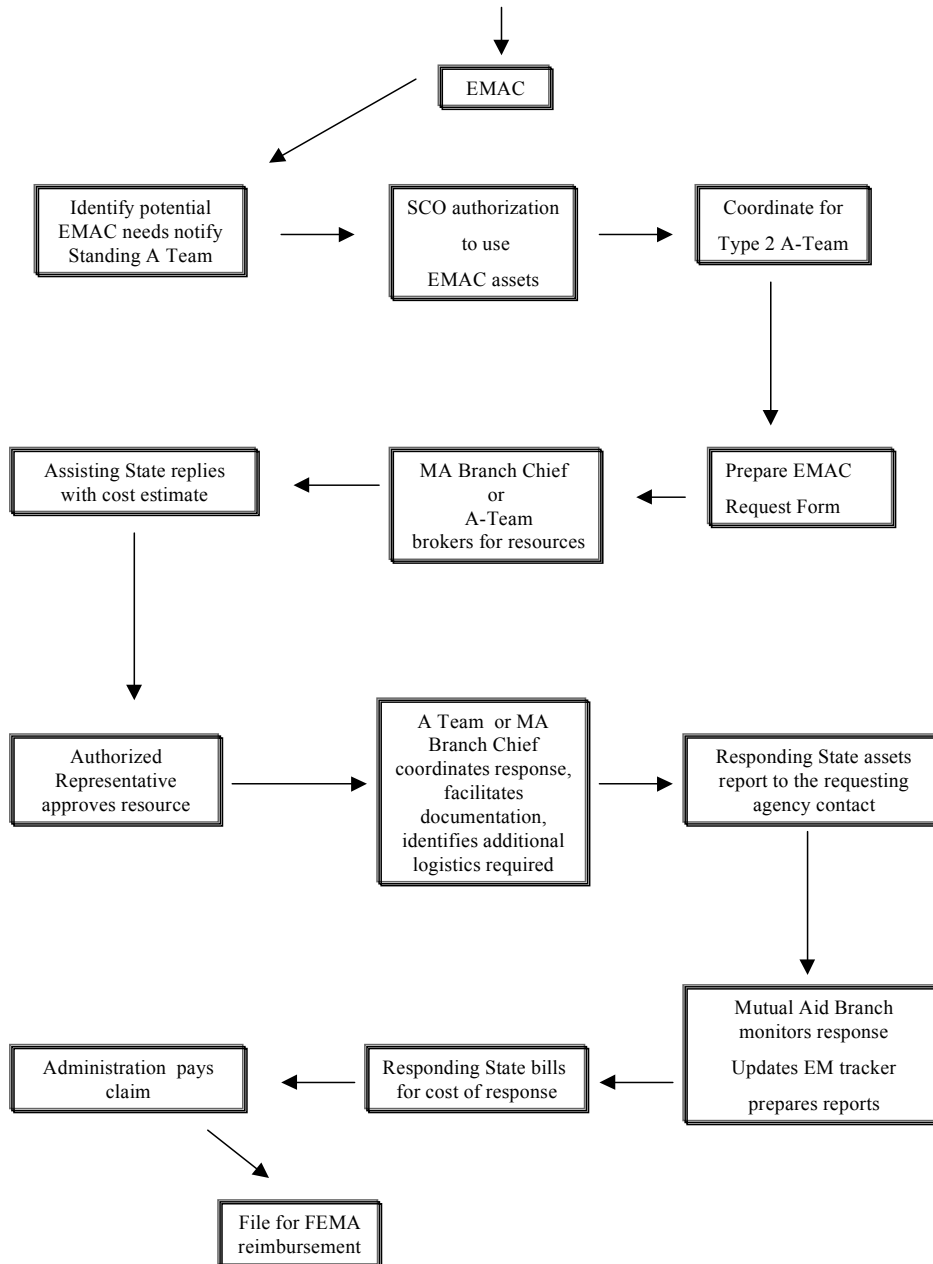 EMAC
Identify potential
EMAC needs notify
Standing A Team
SCO authorization
to use
EMAC assets
Coordinate for
Type 2 A-Team
Prepare EMAC
Request Form
MA Branch Chief
or
A-Team
brokers for resources
Assisting State replies
with cost estimate
Authorized
Representative
approves resource
A Team or MA
Branch Chief
coordinates response,
facilitates
documentation,
identifies additional
logistics required
Responding State assets
report to the requesting
agency contact
Mutual Aid Branch
monitors response
Updates EM tracker
prepares reports
Responding State bills
for cost of response
Administration pays
claim
File for FEMA
reimbursement